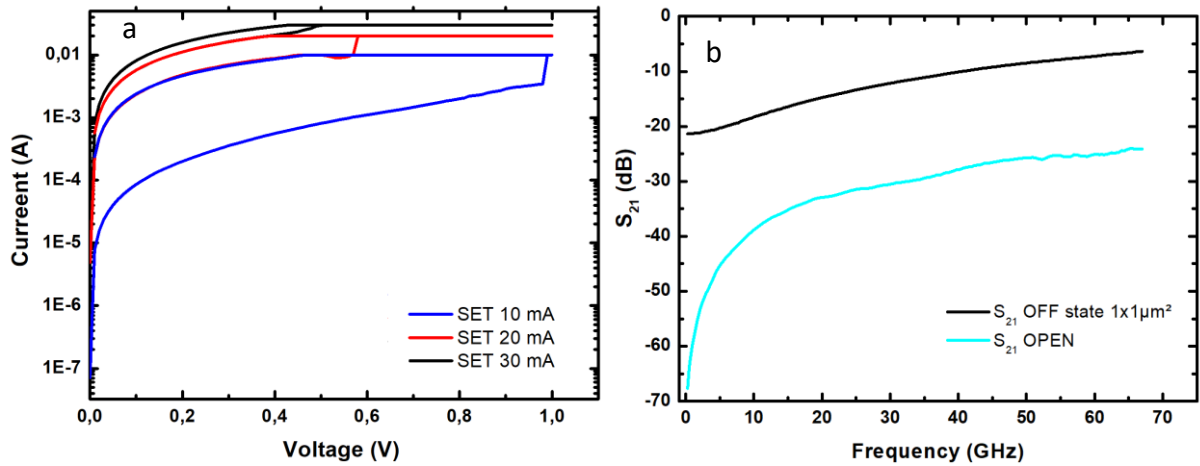 a
0,01
1E-3
1E-4
1E-5
1E-6
1E-7
Curreent (A)
SET 10 mA
SET 20 mA
SET 30 mA
0,0 0,2 0,4 0,6 0,8 1,0
Voltage (V)
b
0
-10
-20
-30
-40
-50
-60
-70
S21 (dB)
S21 OFF state 1x1µm²
S21 OPEN
0 10 20 30 40 50 60 70
Frequency (GHz)